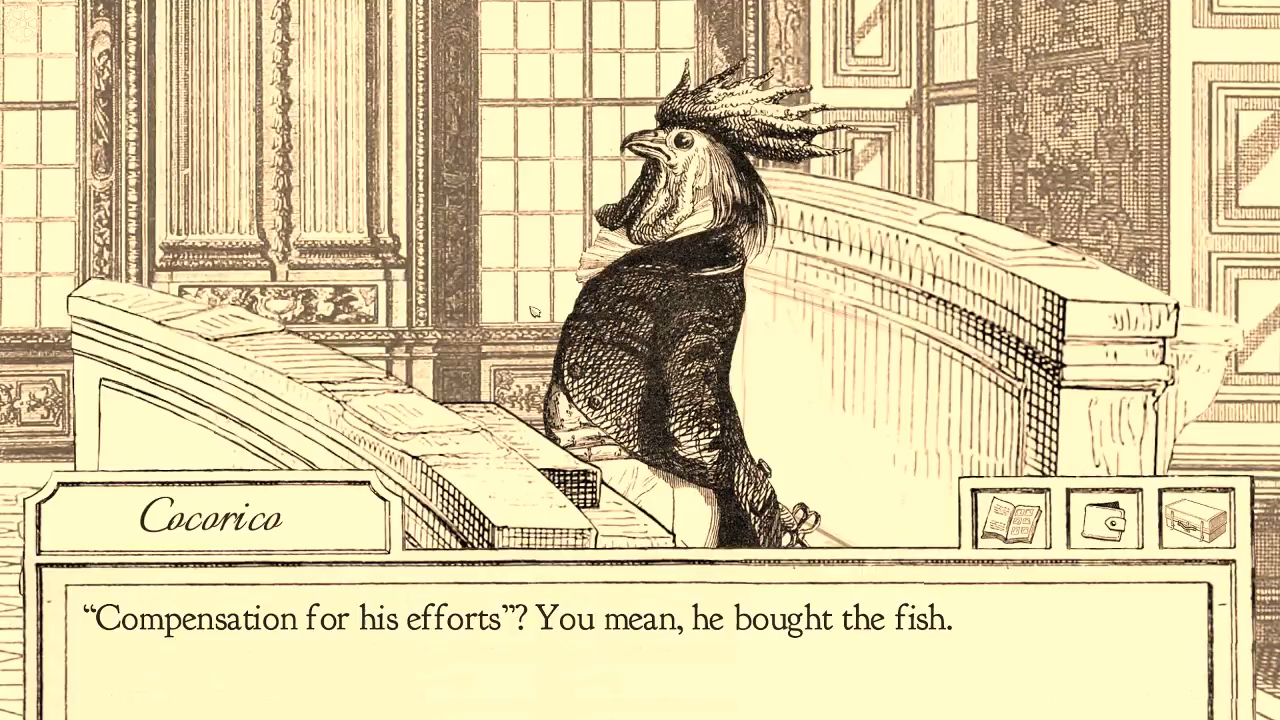 Cocorico
“Compensation for his efforts”? You mean, he bought the fish.